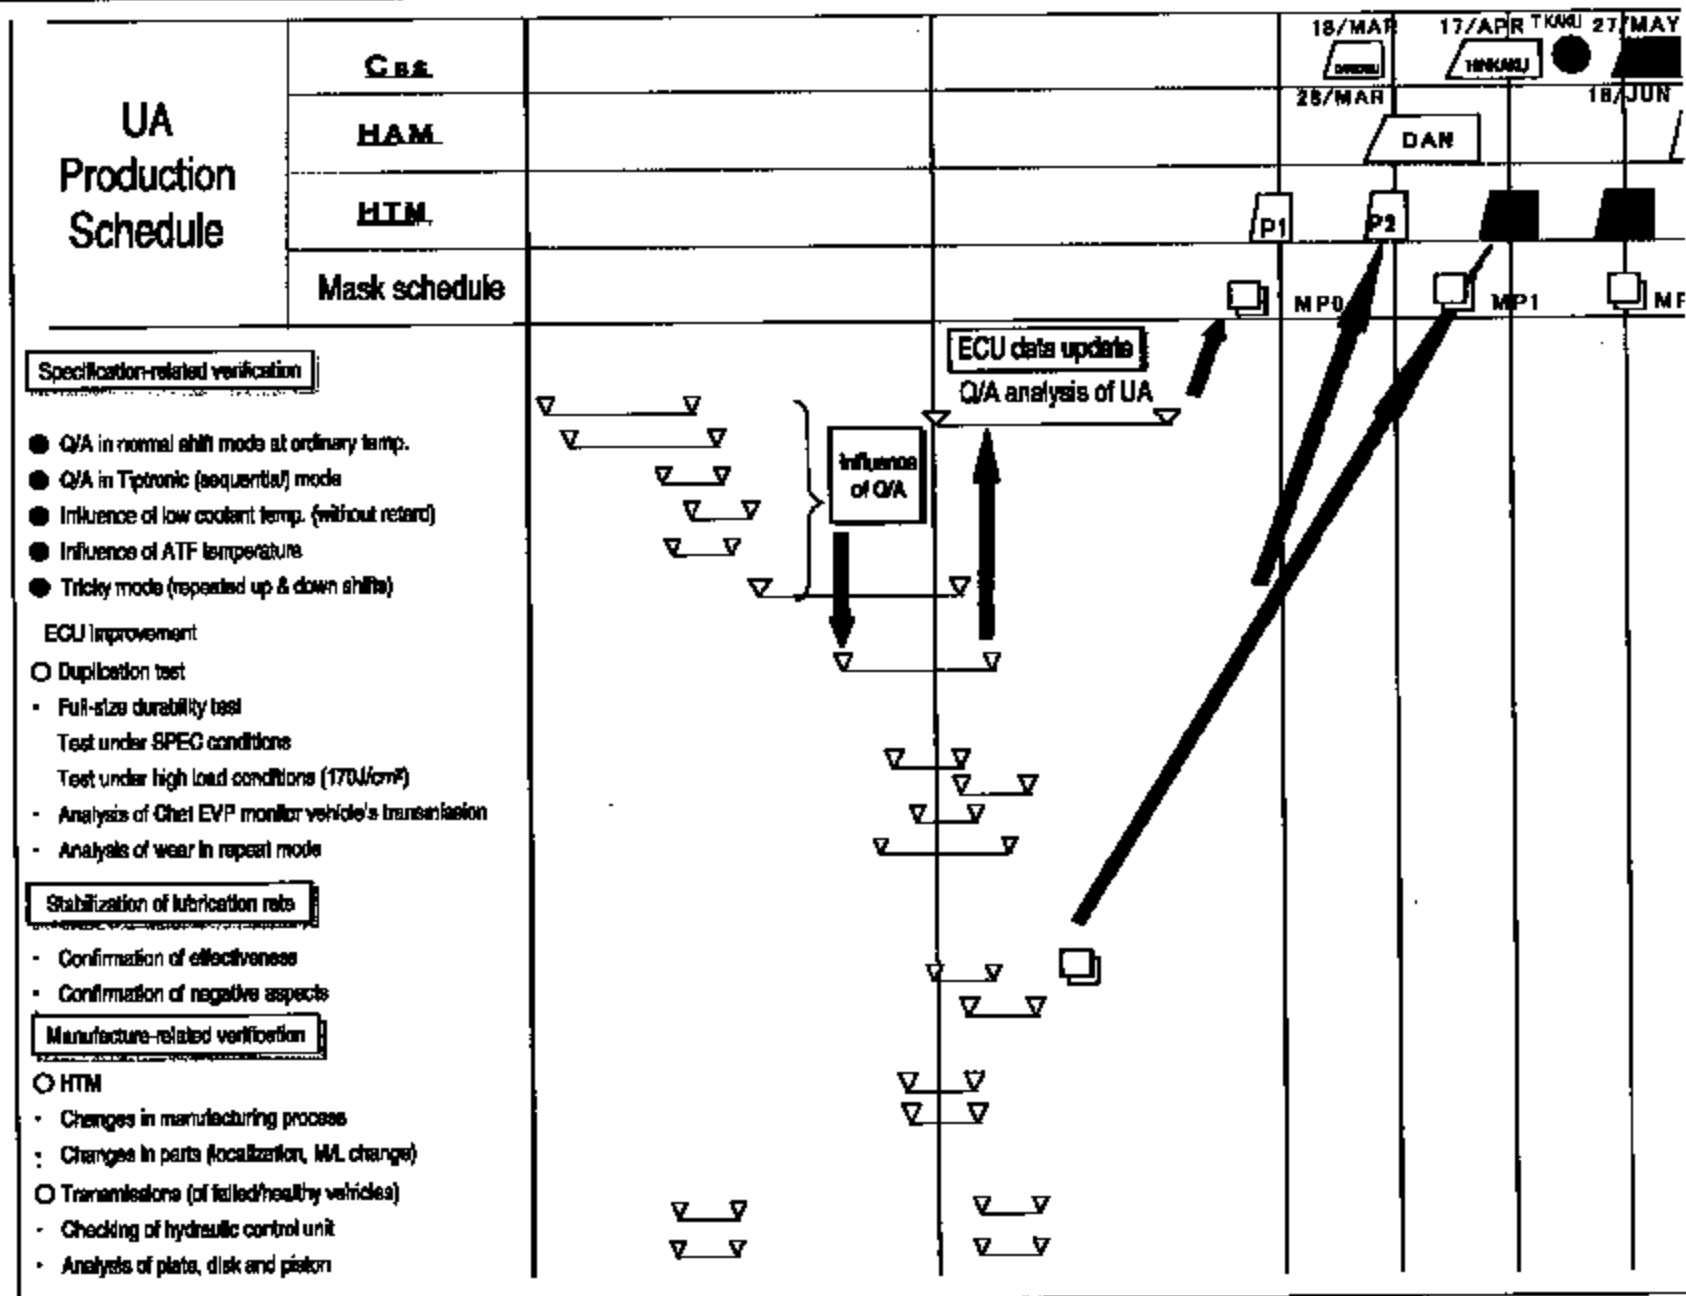 18/MAR 17/APR TKAKU 27/MAY
Cas
HINKAKU
28/MAR 18/JUN
UA
Production
Schedule
HAM
DAN
HTM
P1 P2
Mask schedule
MP0 MP1
ECU data update
Q/A analysis of UA
Specification-related verification
Q/A in normal shift mode at ordinary temp.
Q/A in Tiptronic (sequential) mode
Influence of low coolant temp. (without retard)
Influence of ATF temperature
Tricky mode (repeated up & down shifts)
Influence
of Q/A
ECU Improvement
Duplication test
- Full-size durability test
Test under SPEC conditions
Test under high load conditions (170J/cm²)
- Analysis of Chat EVP monitor vehicle's transmission
- Analysis of wear in repeat mode
Stabilization of lubrication rate
- Confirmation of effectiveness
- Confirmation of negative aspects
Manufacture-related verification
HTM
- Changes in manufacturing process
- Changes in parts (localization, M/L change)
Transmissions (of failed/healthy vehicles)
- Checking of hydraulic control unit
- Analysis of plate, disk and piston